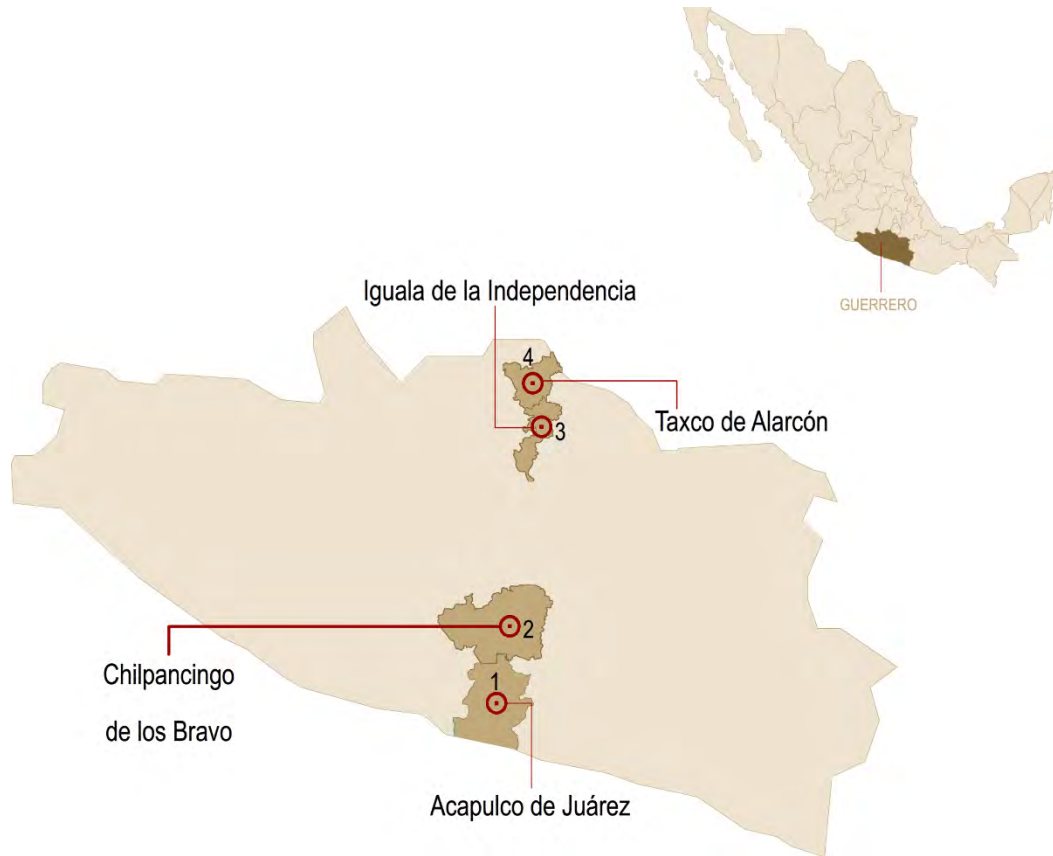 GUERRERO
Iguala de la Independencia
4
Taxco de Alarcón
3
2
Chilpancingo
de los Bravo
1
Acapulco de Juárez